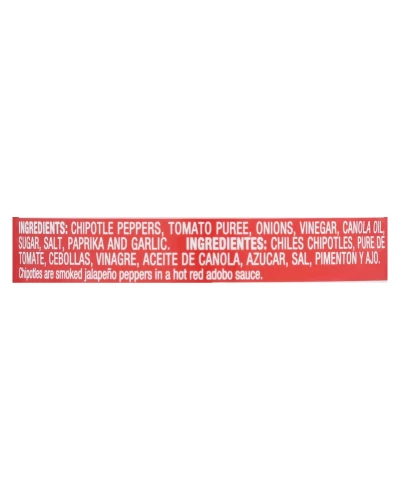 INGREDIENTS: CHIPOTLE PEPPERS, TOMATO PUREE, ONIONS, VINEGAR, CANOLA OIL,
SUGAR, SALT, PAPRIKA AND GARLIC. INGREDIENTES: CHILES CHIPOTLES, PURE DE
TOMATE, CEBOLLAS, VINAGRE, ACEITE DE CANOLA, AZUCAR, SAL, PIMENTON Y AJO.
Chipotles are smoked jalapeño peppers in a hot red adobo sauce.